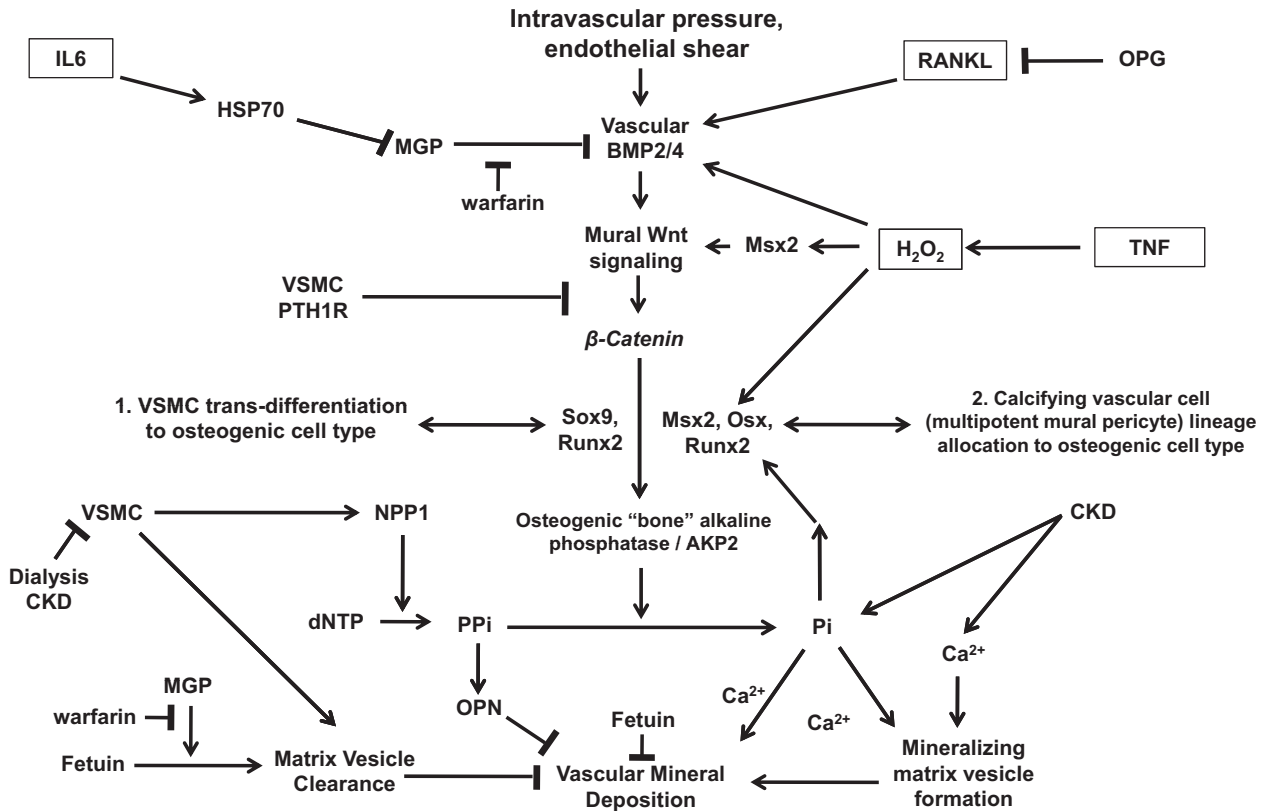 Intravascular pressure,
endothelial shear
IL6
RANKL
OPG
HSP70
MGP
Vascular
BMP2/4
warfarin
Mural Wnt
signaling
Msx2
H₂O₂
TNF
VSMC
PTH1R
β-Catenin
1. VSMC trans-differentiation
to osteogenic cell type
Sox9,
Runx2
Msx2, Osx,
Runx2
2. Calcifying vascular cell
(multipotent mural pericyte) lineage
allocation to osteogenic cell type
VSMC
NPP1
Osteogenic “bone” alkaline
phosphatase / AKP2
CKD
Dialysis
CKD
dNTP
PPi
Pi
Ca²⁺
MGP
warfarin
Fetuin
OPN
Fetuin
Ca²⁺
Ca²⁺
Matrix Vesicle
Clearance
Vascular Mineral
Deposition
Mineralizing
matrix vesicle
formation